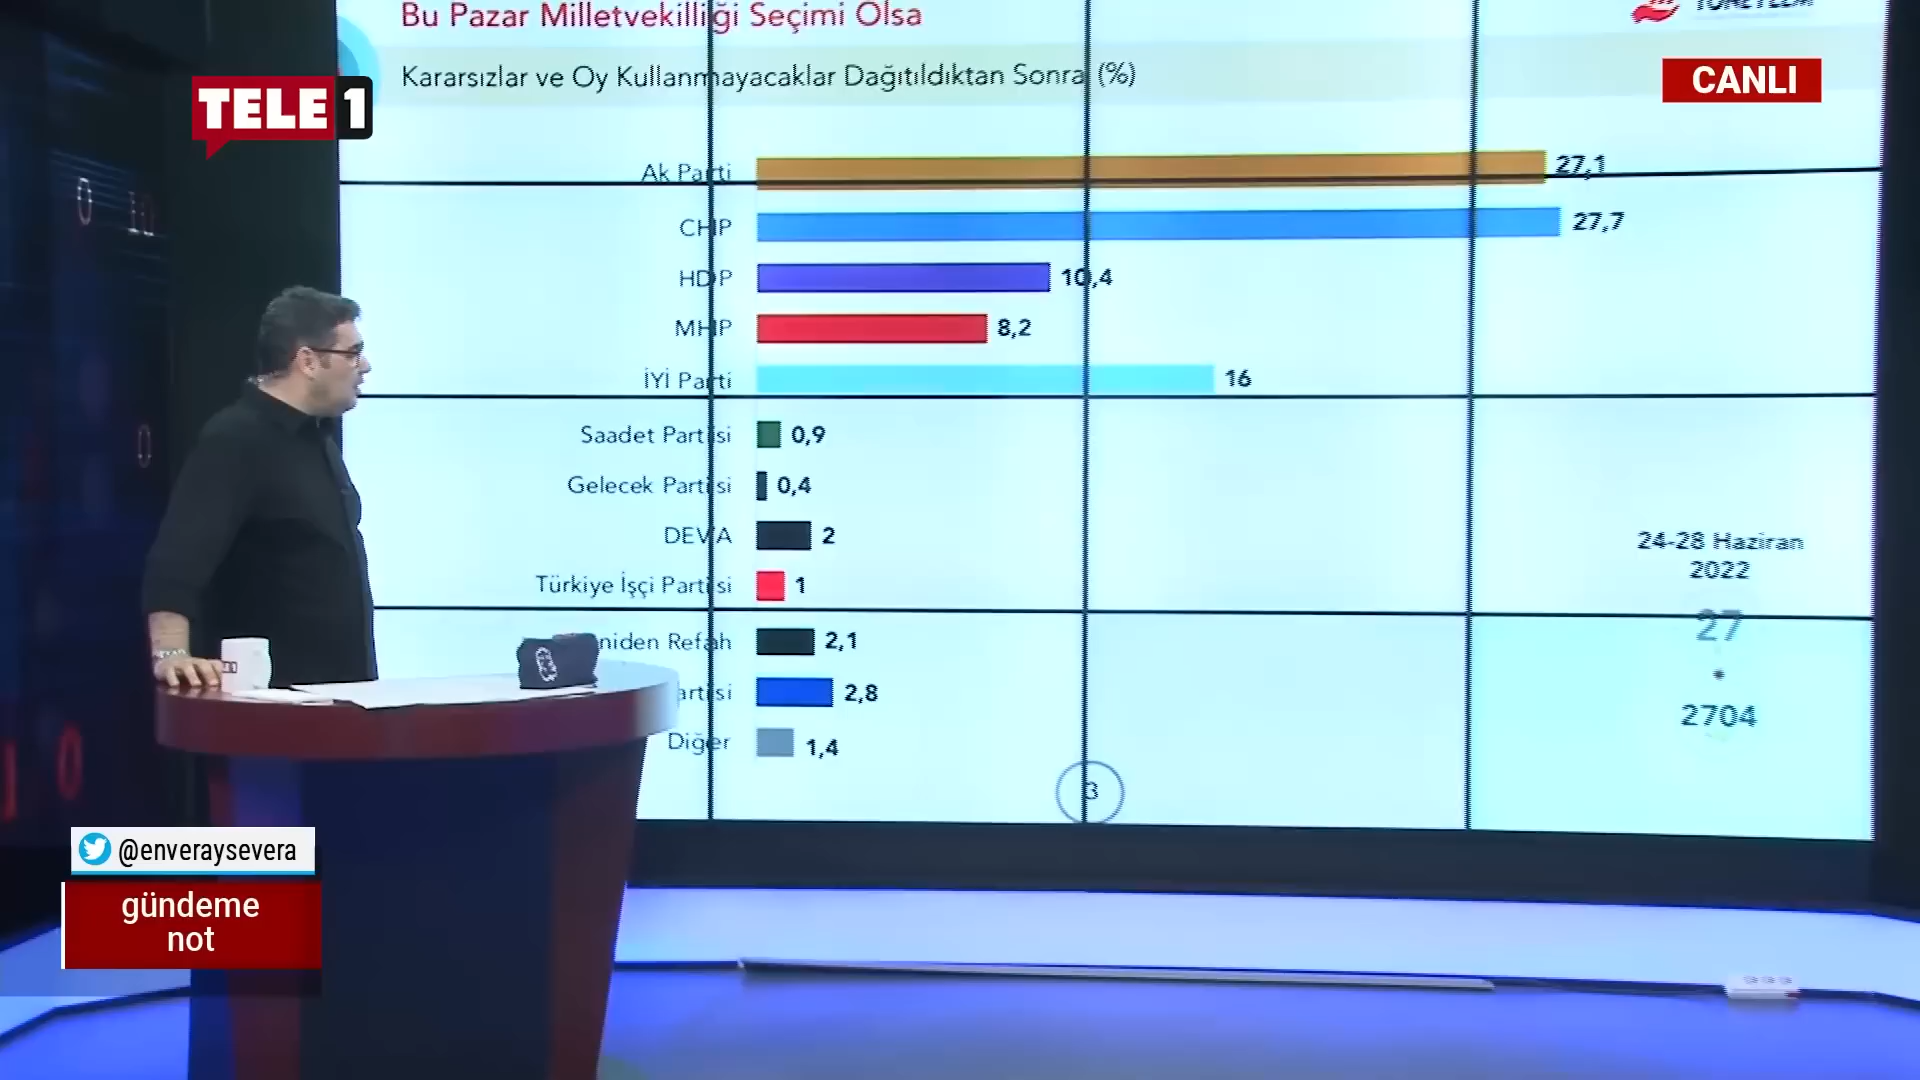 Bu Pazar Milletvekilliği Seçimi Olsa
Kararsızlar ve Oy Kullanmayacaklar Dağıtıldıktan Sonra (%)
TELE 1
CANLI
Ak Parti 27,1
CHP 27,7
HDP 10,4
MHP 8,2
İYİ Parti 16
Saadet Partisi 0,9
Gelecek Partisi 0,4
DEVA 2
Türkiye İşçi Partisi 1
eniden Refah 2,1
artisi 2,8
Diğer 1,4
24-28 Haziran
2022
27
2704
3
@enveraysevera
gündeme
not